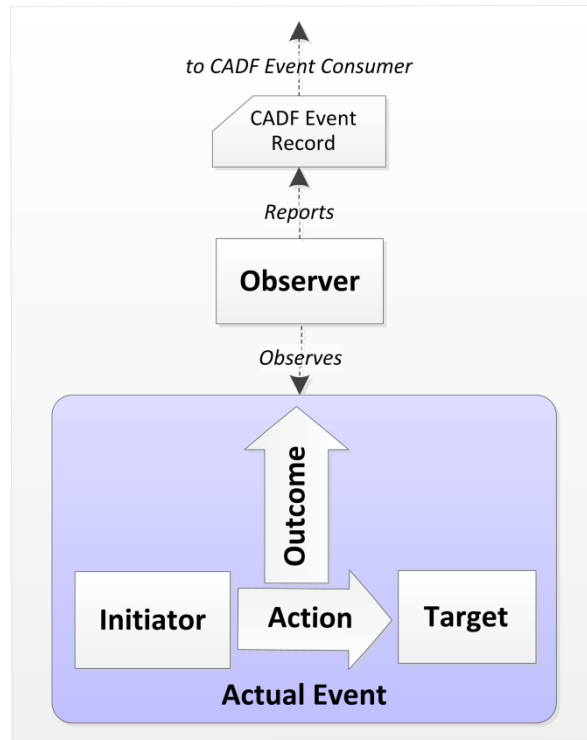 to CADF Event Consumer
CADF Event
Record
Reports
Observer
Observes
Outcome
Initiator
Action
Target
Actual Event